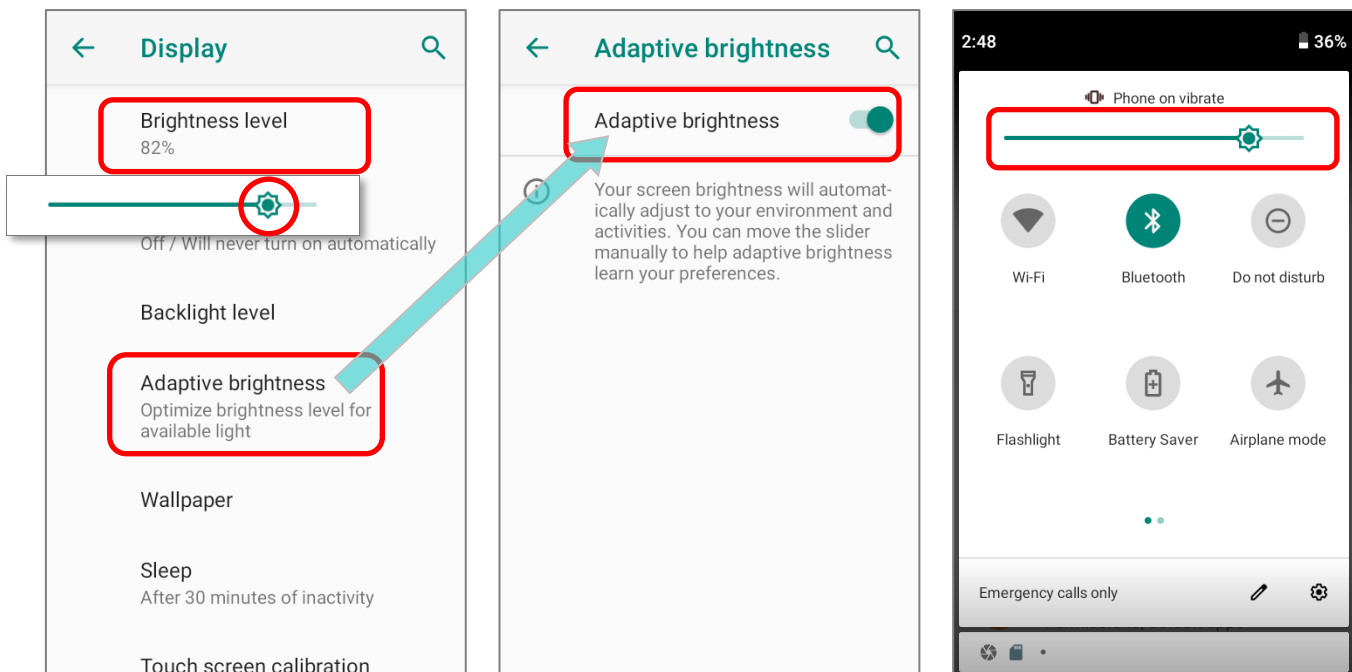 Display
Brightness level
82%
Off / Will never turn on automatically
Backlight level
Adaptive brightness
Optimize brightness level for
available light
Wallpaper
Sleep
After 30 minutes of inactivity
Touch screen calibration
Adaptive brightness
Adaptive brightness
Your screen brightness will automat-
ically adjust to your environment and
activities. You can move the slider
manually to help adaptive brightness
learn your preferences.
2:48
36%
Phone on vibrate
Wi-Fi
Bluetooth
Do not disturb
Flashlight
Battery Saver
Airplane mode
Emergency calls only